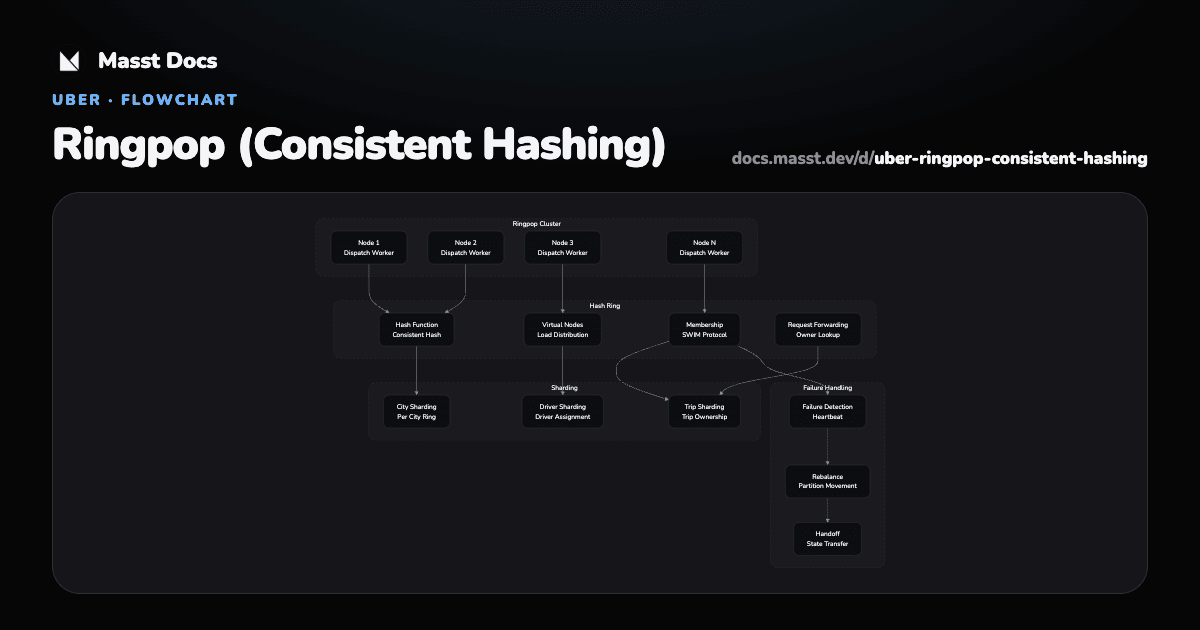 Masst Docs
UBER · FLOWCHART
Ringpop (Consistent Hashing)
docs.masst.dev/d/uber-ringpop-consistent-hashing
Ringpop Cluster
Node 1
Dispatch Worker
Node 2
Dispatch Worker
Node 3
Dispatch Worker
Node N
Dispatch Worker
Hash Ring
Hash Function
Consistent Hash
Virtual Nodes
Load Distribution
Membership
SWIM Protocol
Request Forwarding
Owner Lookup
Sharding
City Sharding
Per City Ring
Driver Sharding
Driver Assignment
Trip Sharding
Trip Ownership
Failure Handling
Failure Detection
Heartbeat
Rebalance
Partition Movement
Handoff
State Transfer